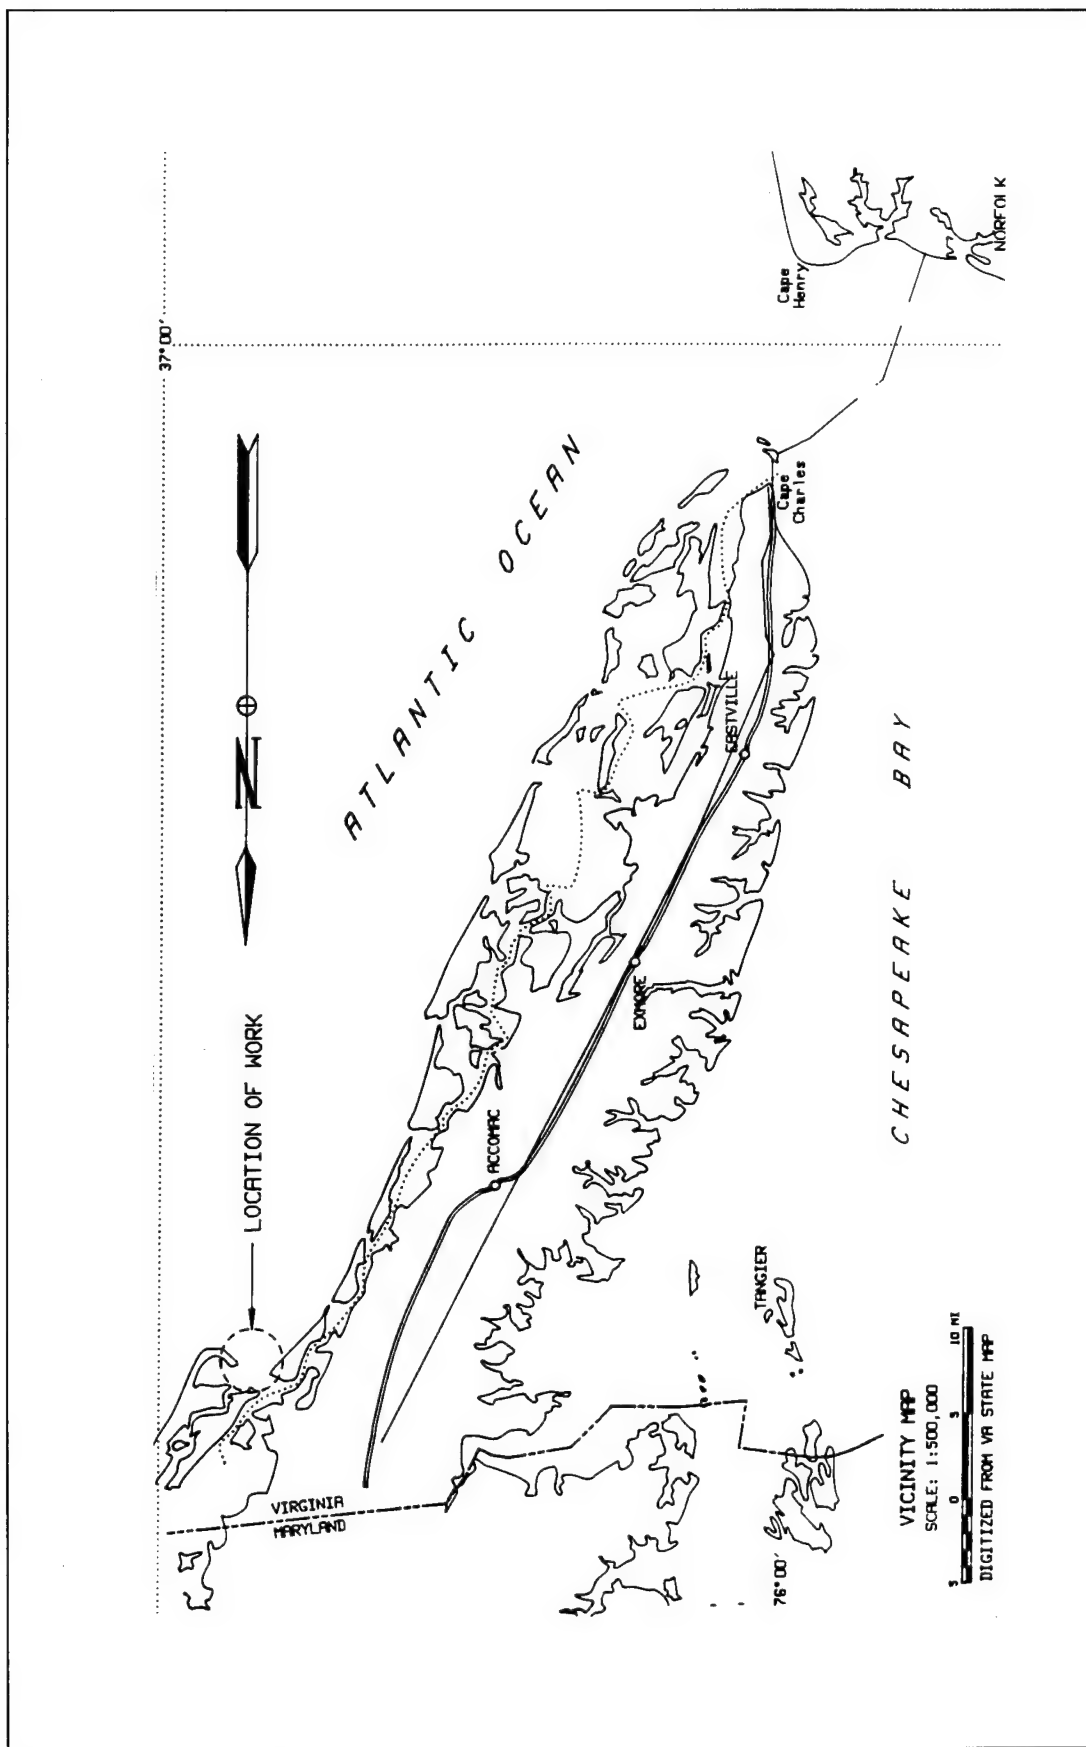 37°00'
N
LOCATION OF WORK
ATLANTIC OCEAN
Cape
Henry
NORFOLK
Cape
Charles
EASTVILLE
EXMORE
ACCOMAC
CHESAPEAKE BAY
TANGIER
VIRGINIA
MARYLAND
76°00'
VICINITY MAP
SCALE: 1:500,000
5 0 5 10 MI
DIGITIZED FROM VA STATE MAP